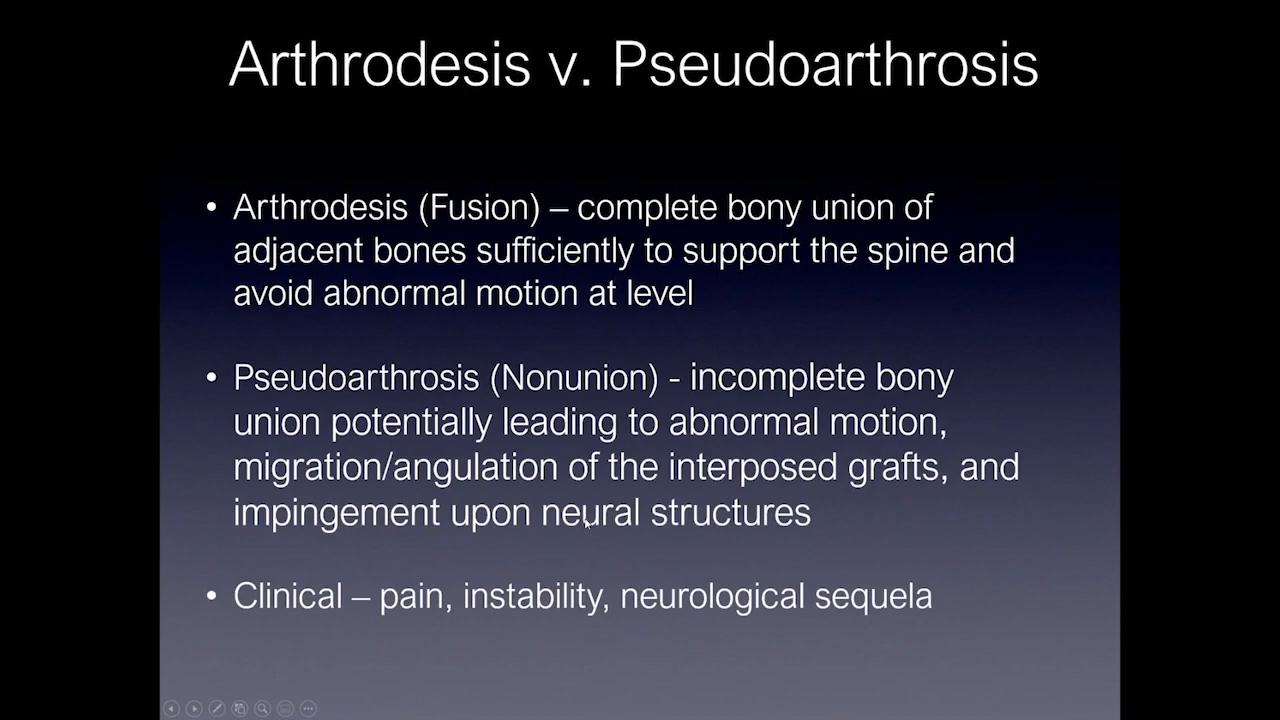 Arthrodesis v. Pseudoarthrosis
• Arthrodesis (Fusion) – complete bony union of
adjacent bones sufficiently to support the spine and
avoid abnormal motion at level
• Pseudoarthrosis (Nonunion) - incomplete bony
union potentially leading to abnormal motion,
migration/angulation of the interposed grafts, and
impingement upon neural structures
• Clinical – pain, instability, neurological sequela